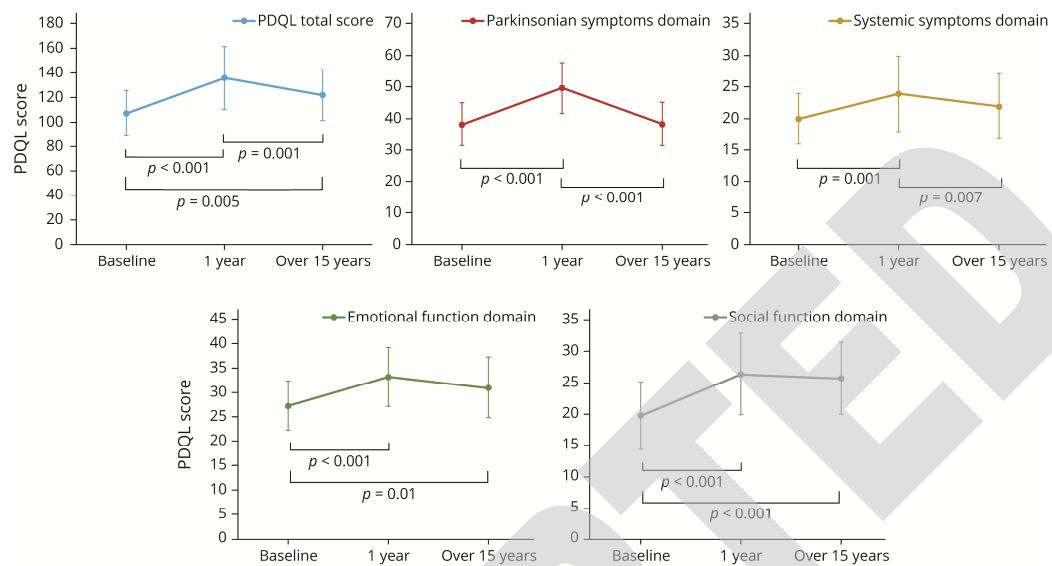 PDQL total score
PDQL score
180
160
140
120
100
80
60
40
20
0
p < 0.001
p = 0.001
p = 0.005
Baseline
1 year
Over 15 years
Parkinsonian symptoms domain
70
60
50
40
30
20
10
0
p < 0.001
p < 0.001
Baseline
1 year
Over 15 years
Systemic symptoms domain
35
30
25
20
15
10
5
0
p = 0.001
p = 0.007
Baseline
1 year
Over 15 years
Emotional function domain
PDQL score
45
40
35
30
25
20
15
10
5
0
p < 0.001
p = 0.01
Baseline
1 year
Over 15 years
Social function domain
35
30
25
20
15
10
5
0
p < 0.001
p < 0.001
Baseline
1 year
Over 15 years
TED